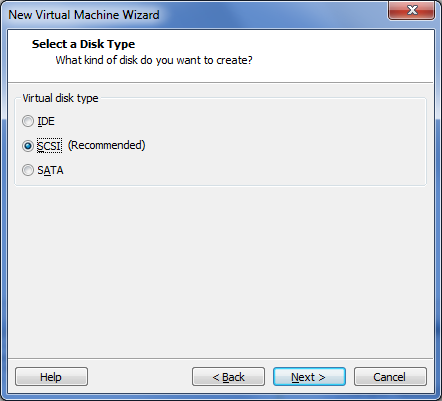 New Virtual Machine Wizard
Select a Disk Type
What kind of disk do you want to create?
Virtual disk type
IDE
SCSI (Recommended)
SATA
Help
< Back
Next >
Cancel